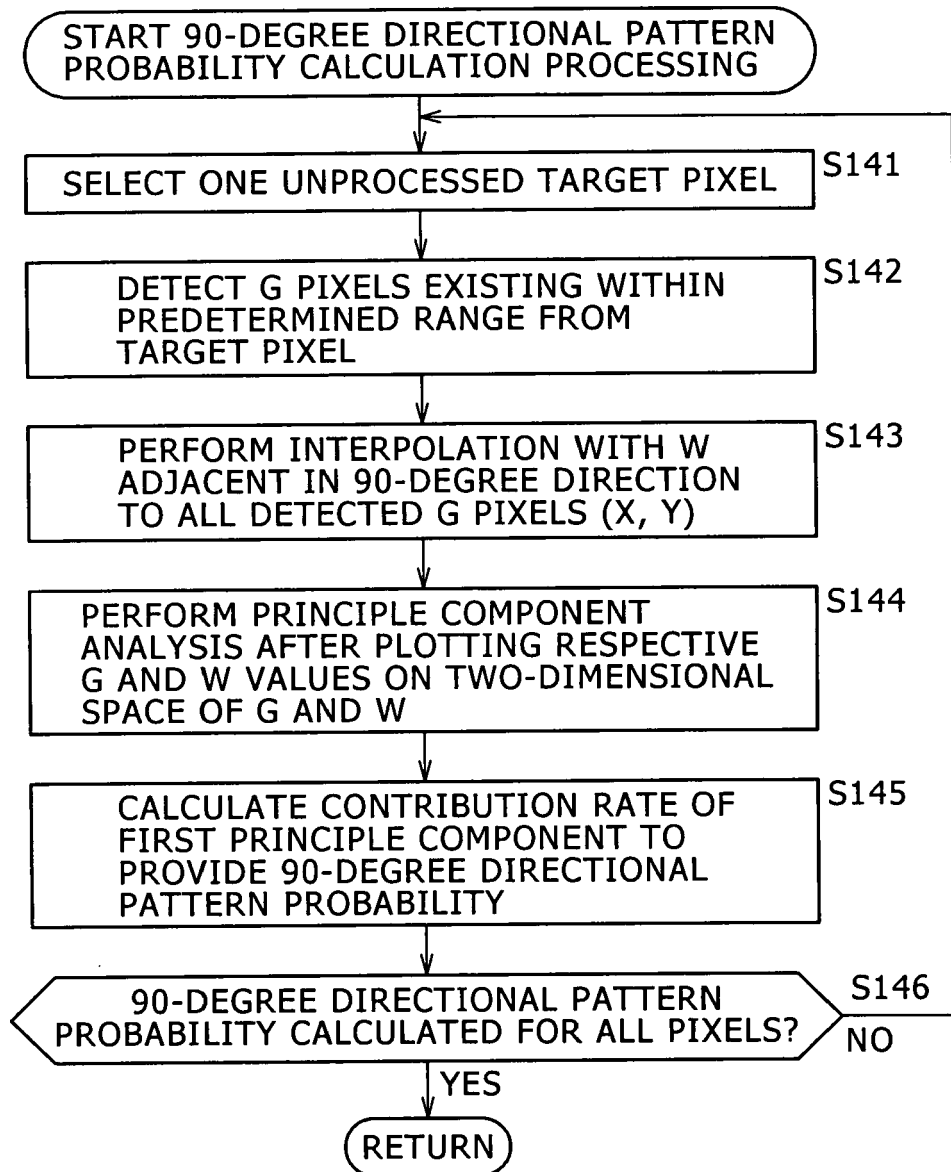 START 90-DEGREE DIRECTIONAL PATTERN
PROBABILITY CALCULATION PROCESSING
SELECT ONE UNPROCESSED TARGET PIXEL
S141
DETECT G PIXELS EXISTING WITHIN
PREDETERMINED RANGE FROM
TARGET PIXEL
S142
PERFORM INTERPOLATION WITH W
ADJACENT IN 90-DEGREE DIRECTION
TO ALL DETECTED G PIXELS (X, Y)
S143
PERFORM PRINCIPLE COMPONENT
ANALYSIS AFTER PLOTTING RESPECTIVE
G AND W VALUES ON TWO-DIMENSIONAL
SPACE OF G AND W
S144
CALCULATE CONTRIBUTION RATE OF
FIRST PRINCIPLE COMPONENT TO
PROVIDE 90-DEGREE DIRECTIONAL
PATTERN PROBABILITY
S145
90-DEGREE DIRECTIONAL PATTERN
PROBABILITY CALCULATED FOR ALL PIXELS?
S146
NO
YES
RETURN